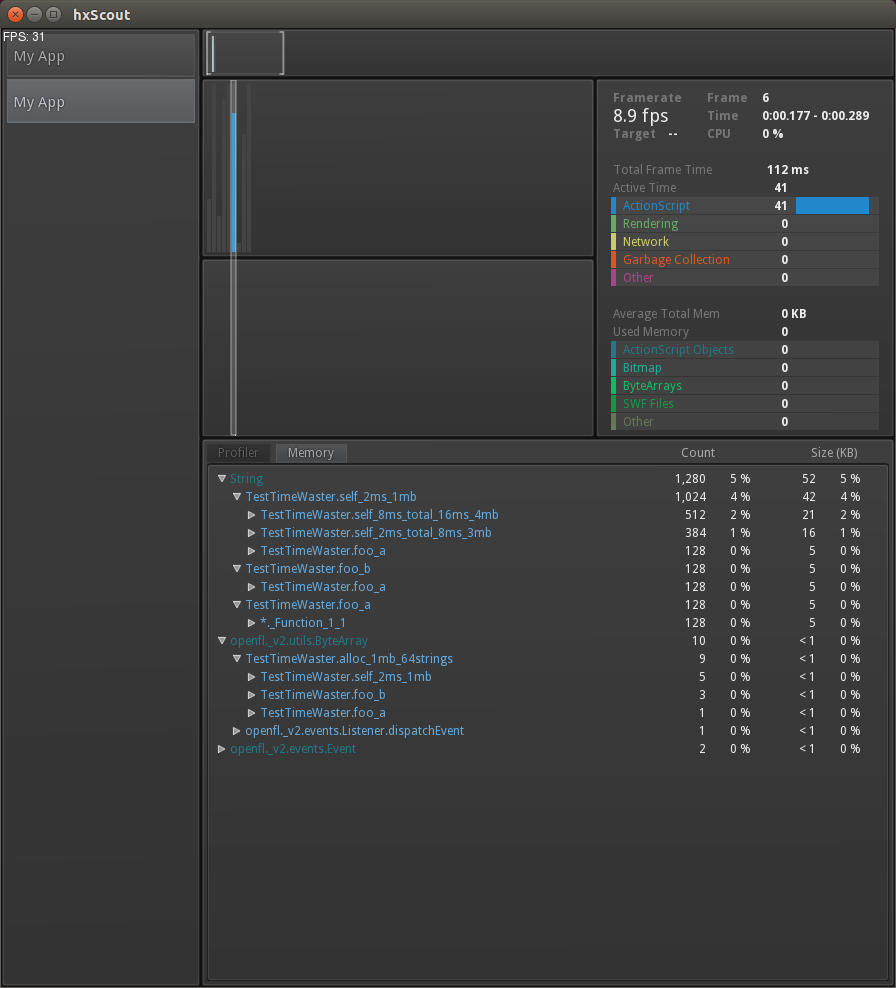 hxScout
FPS: 31
My App
My App
Framerate Frame 6
8.9 fps Time 0:00.177 - 0:00.289
Target -- CPU 0 %
Total Frame Time 112 ms
Active Time 41
ActionScript 41
Rendering 0
Network 0
Garbage Collection 0
Other 0
Average Total Mem 0 KB
Used Memory 0
ActionScript Objects 0
Bitmap 0
ByteArrays 0
SWF Files 0
Other 0
Profiler Memory Count Size (KB)
String 1,280 5 % 52 5 %
TestTimeWaster.self_2ms_1mb 1,024 4 % 42 4 %
TestTimeWaster.self_8ms_total_16ms_4mb 512 2 % 21 2 %
TestTimeWaster.self_2ms_total_8ms_3mb 384 1 % 16 1 %
TestTimeWaster.foo_a 128 0 % 5 0 %
TestTimeWaster.foo_b 128 0 % 5 0 %
TestTimeWaster.foo_a 128 0 % 5 0 %
TestTimeWaster.foo_a 128 0 % 5 0 %
*._Function_1_1 128 0 % 5 0 %
openfl._v2.utils.ByteArray 10 0 % < 1 0 %
TestTimeWaster.alloc_1mb_64strings 9 0 % < 1 0 %
TestTimeWaster.self_2ms_1mb 5 0 % < 1 0 %
TestTimeWaster.foo_b 3 0 % < 1 0 %
TestTimeWaster.foo_a 1 0 % < 1 0 %
openfl._v2.events.Listener.dispatchEvent 1 0 % < 1 0 %
openfl._v2.events.Event 2 0 % < 1 0 %